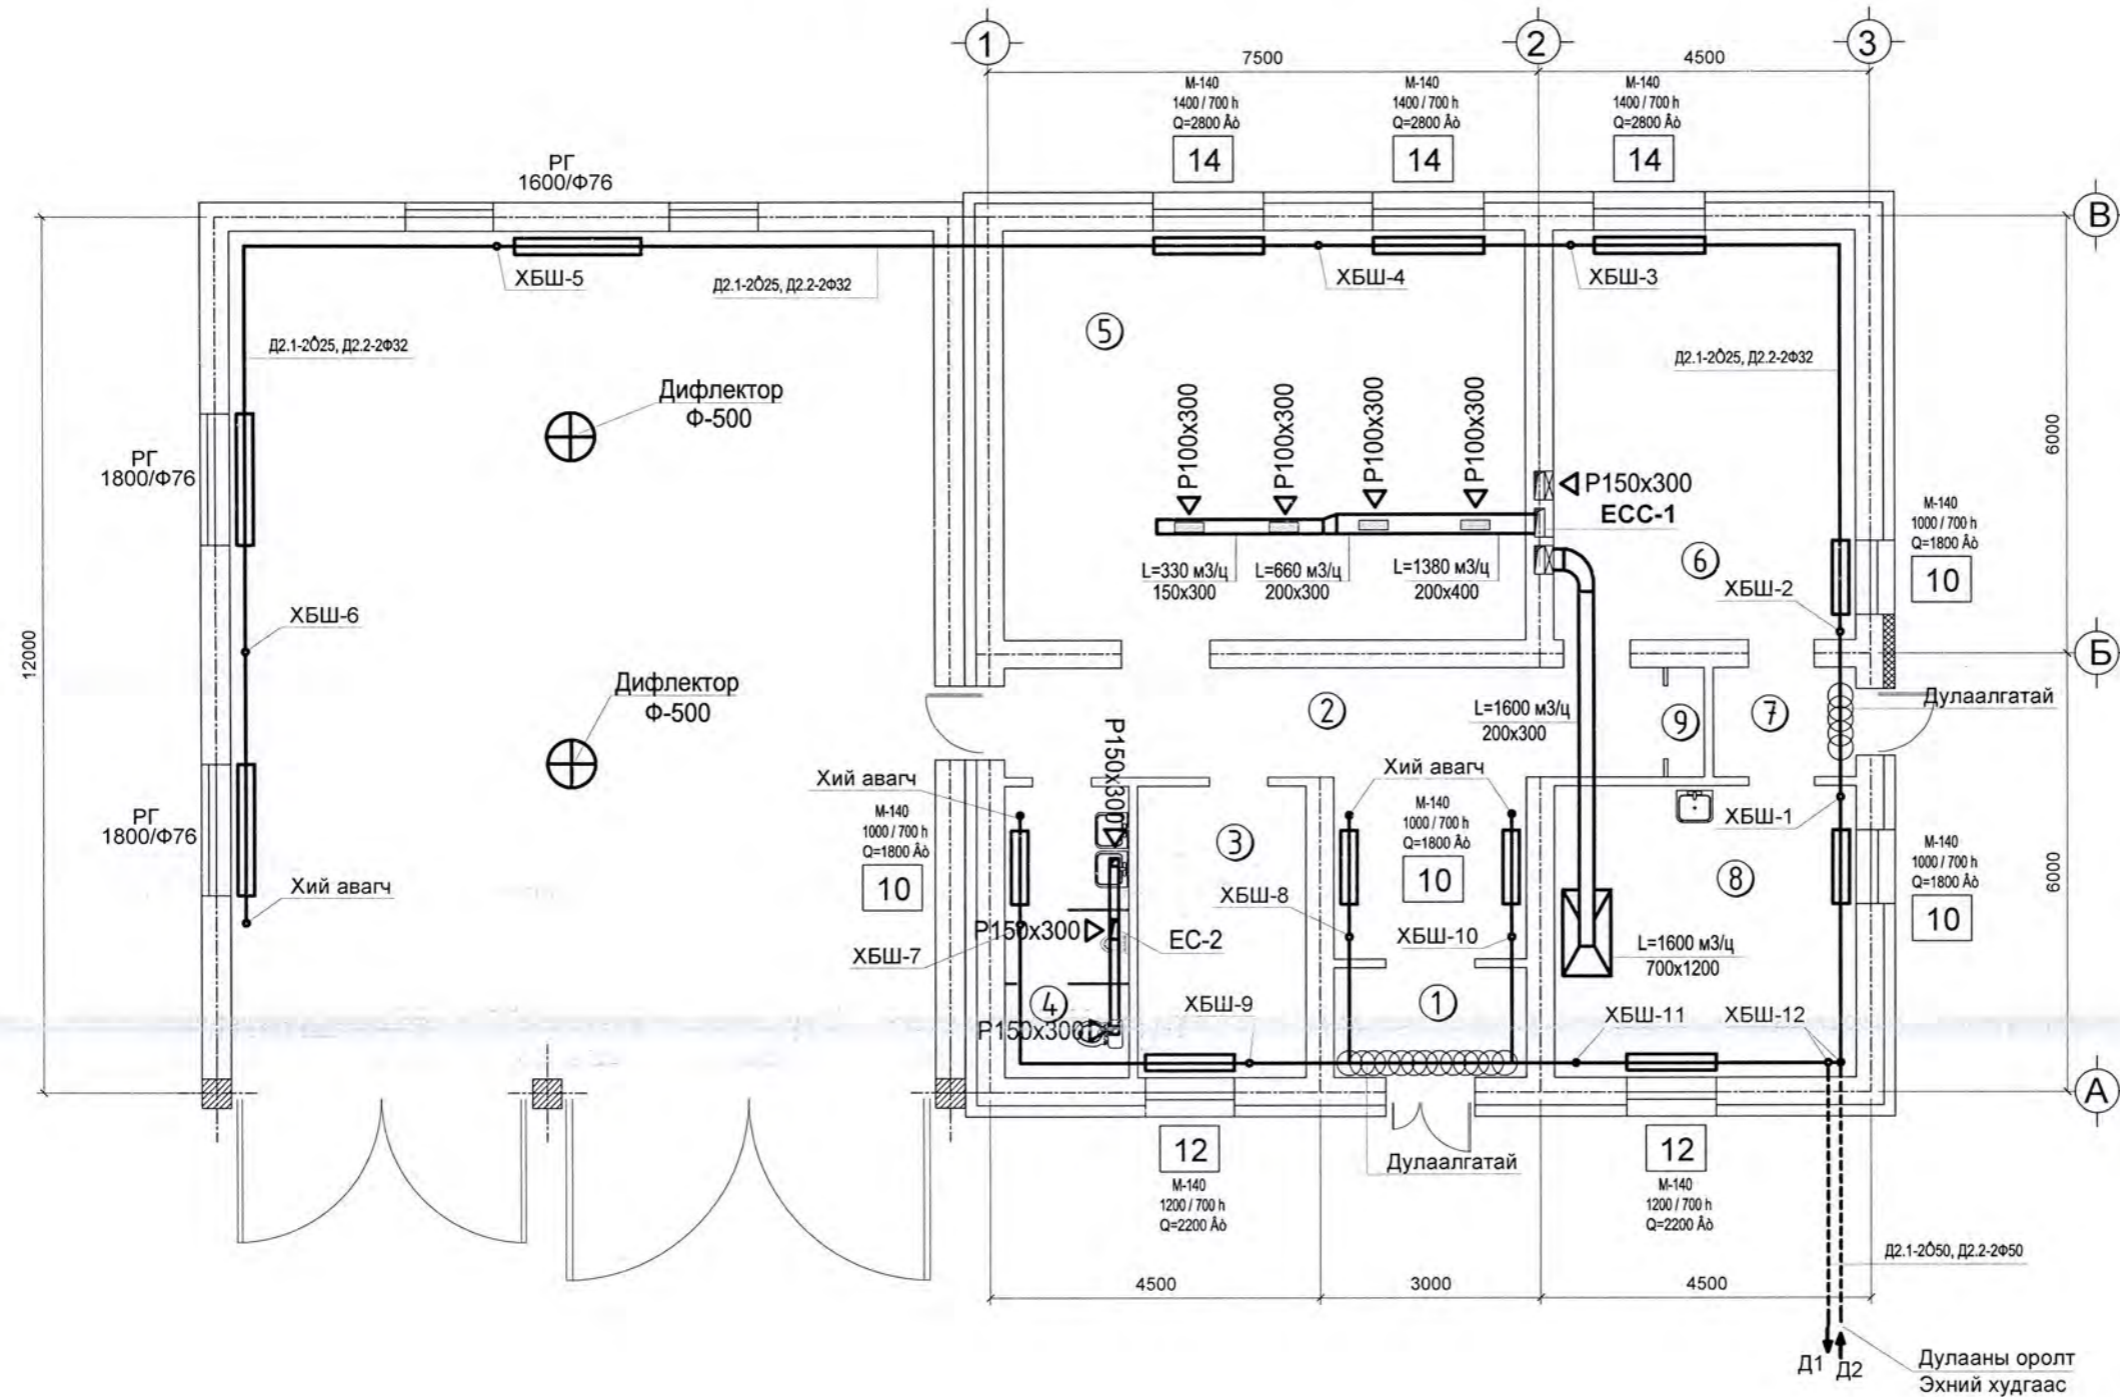 1
2
3
7500
4500
М-140
1400 / 700 h
Q=2800 Âò
14
М-140
1400 / 700 h
Q=2800 Âò
14
М-140
1400 / 700 h
Q=2800 Âò
14
РГ
1600/Ф76
В
ХБШ-5
Д2.1-2Ô25, Д2.2-2Ф32
ХБШ-4
ХБШ-3
5
Д2.1-2Ô25, Д2.2-2Ф32
Д2.1-2Ô25, Д2.2-2Ф32
Дифлектор
Ф-500
Р100х300
Р100х300
Р100х300
Р100х300
6000
РГ
1800/Ф76
Р150х300
ЕСС-1
М-140
1000 / 700 h
Q=1800 Âò
10
L=330 м3/ц
150х300
L=660 м3/ц
200х300
L=1380 м3/ц
200х400
6
ХБШ-2
ХБШ-6
12000
Б
Дифлектор
Ф-500
2
L=1600 м3/ц
200х300
9
7
Дулаалгатай
Р150х300
Хий авагч
Хий авагч
М-140
1000 / 700 h
Q=1800 Âò
10
М-140
1000 / 700 h
Q=1800 Âò
10
ХБШ-1
РГ
1800/Ф76
3
8
М-140
1000 / 700 h
Q=1800 Âò
10
6000
Хий авагч
ХБШ-8
Р150х300
ЕС-2
ХБШ-10
ХБШ-7
L=1600 м3/ц
700х1200
4
ХБШ-9
1
ХБШ-11
ХБШ-12
Р150х300
А
12
М-140
1200 / 700 h
Q=2200 Âò
Дулаалгатай
12
М-140
1200 / 700 h
Q=2200 Âò
Д2.1-2Ô50, Д2.2-2Ф50
4500
3000
4500
Д1
Д2
Дулааны оролт
Эхний худгаас